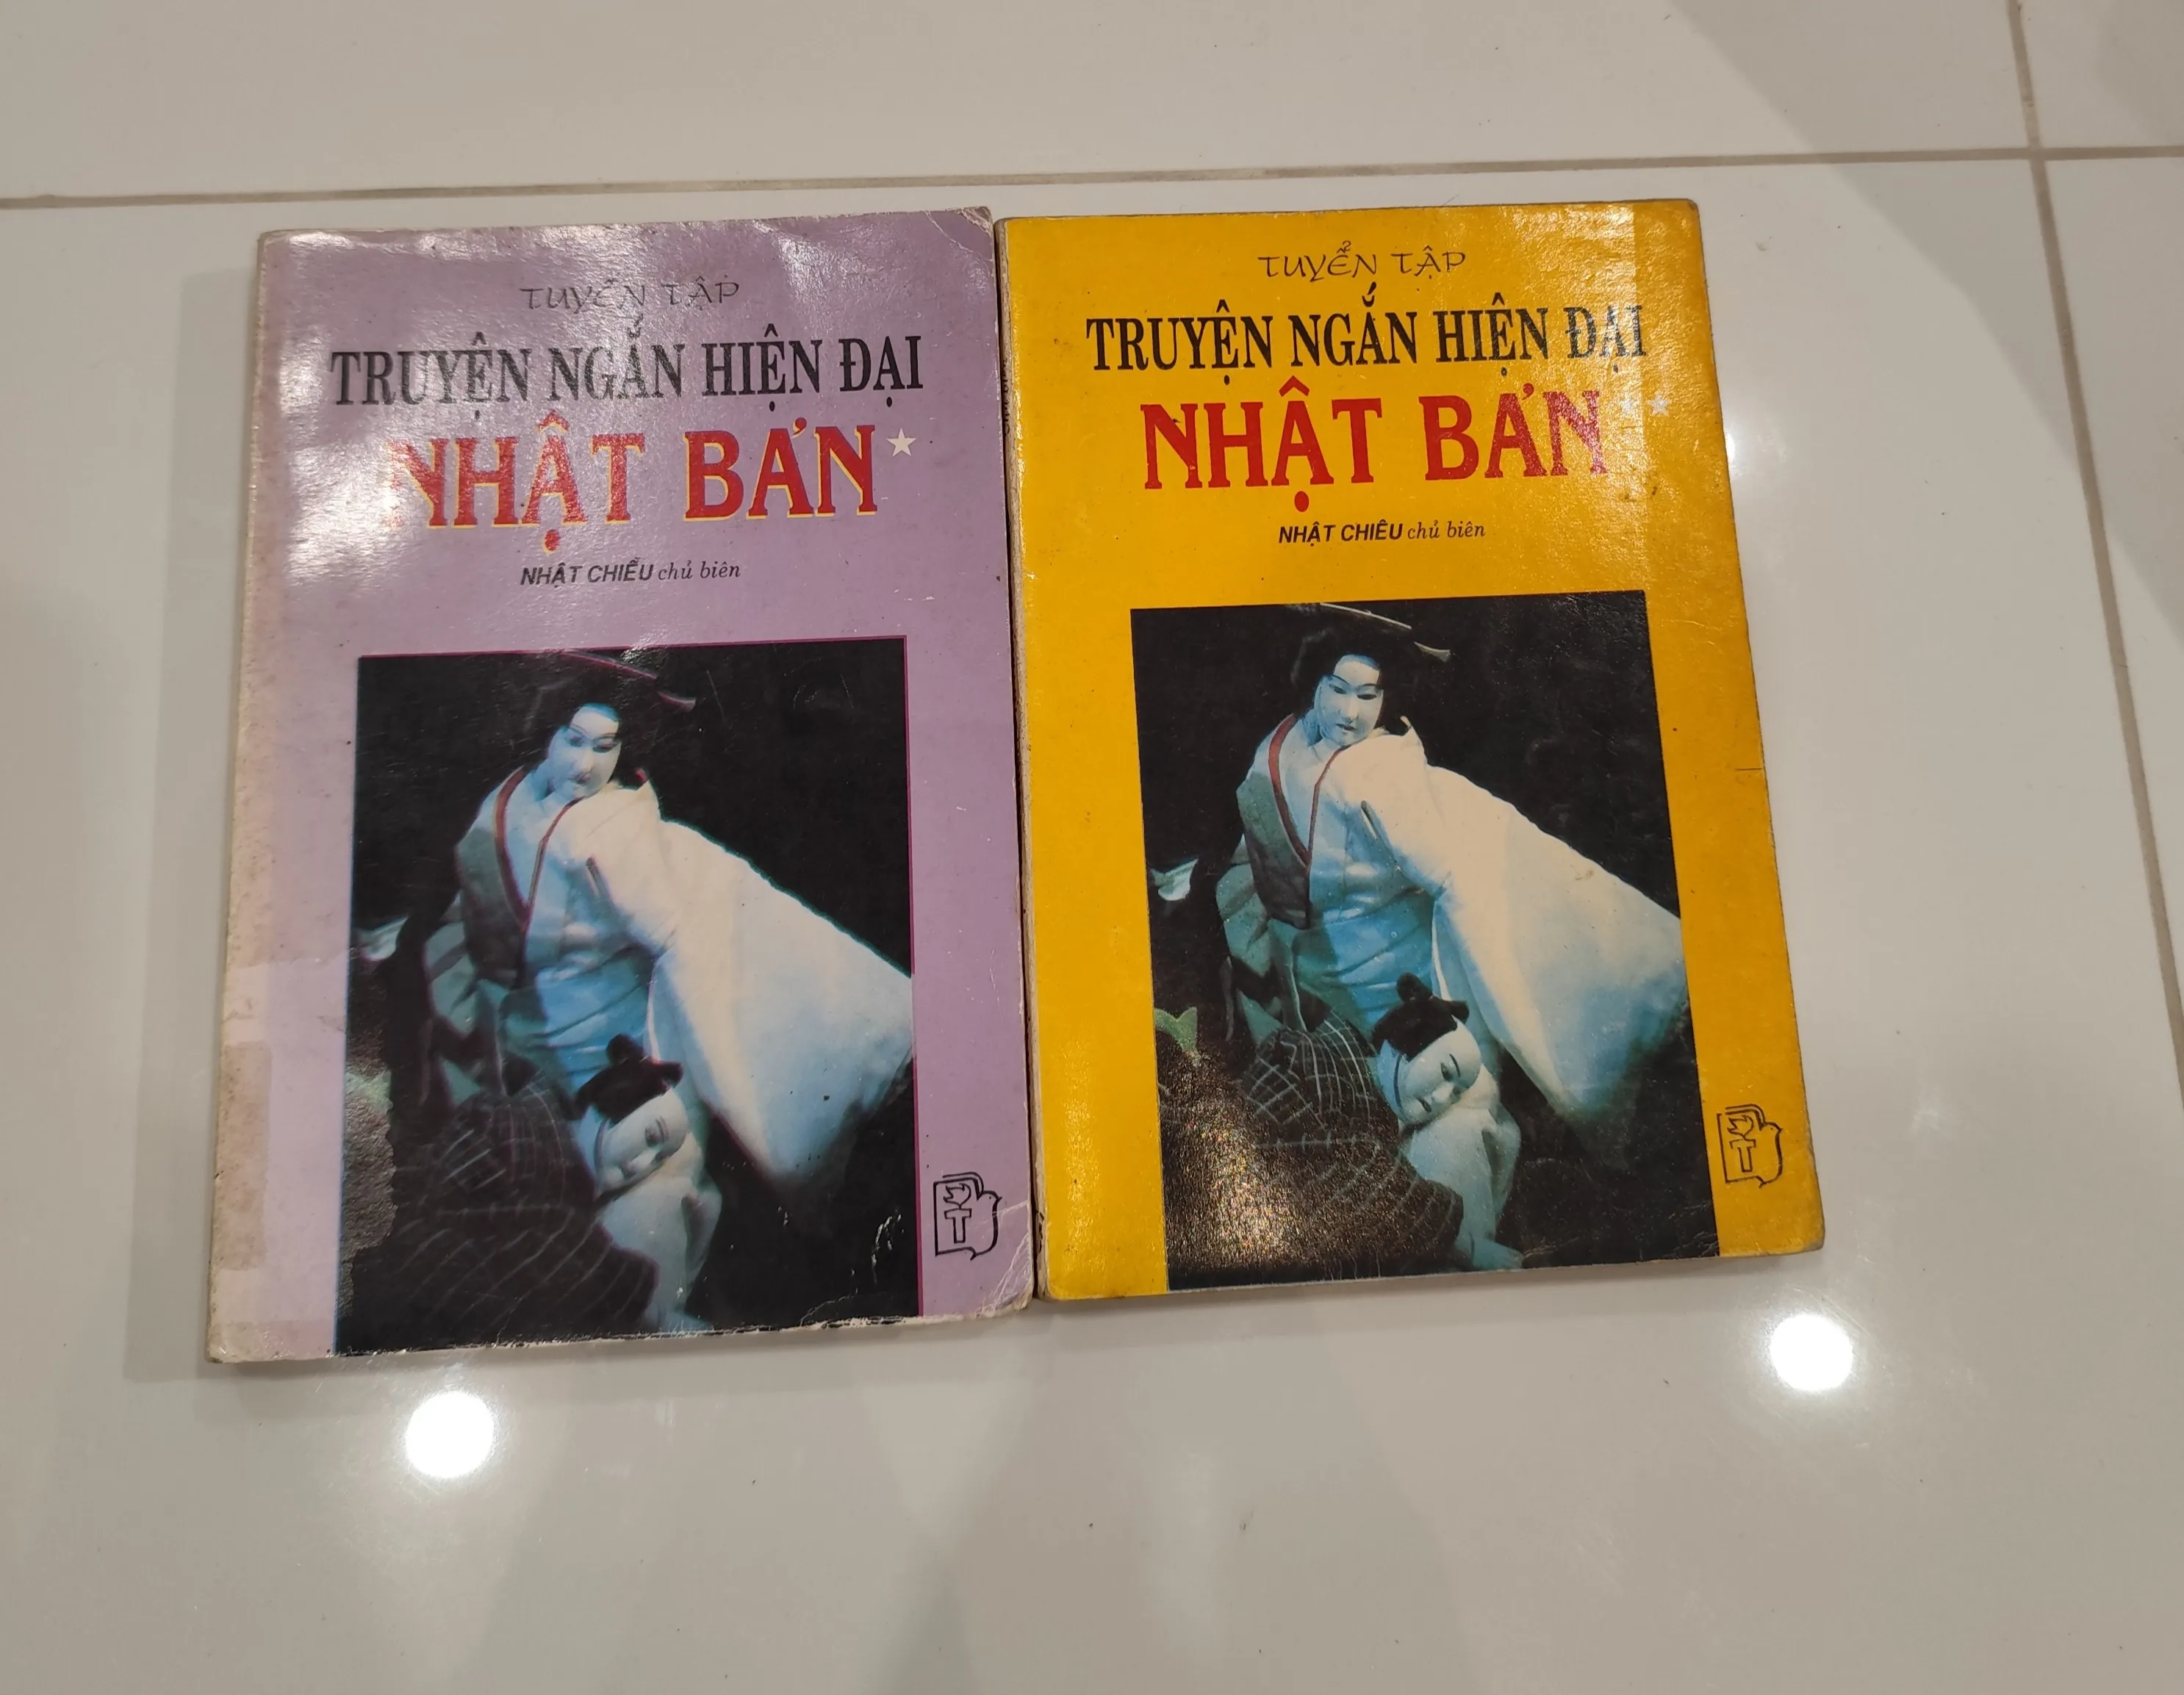 TUYỂN TẬP
TRUYỆN NGẮN HIỆN ĐẠI
NHẬT BẢN
NHẬT CHIÊU chủ biên
T
TUYỂN TẬP
TRUYỆN NGẮN HIỆN ĐẠI
NHẬT BẢN
NHẬT CHIÊU chủ biên
T